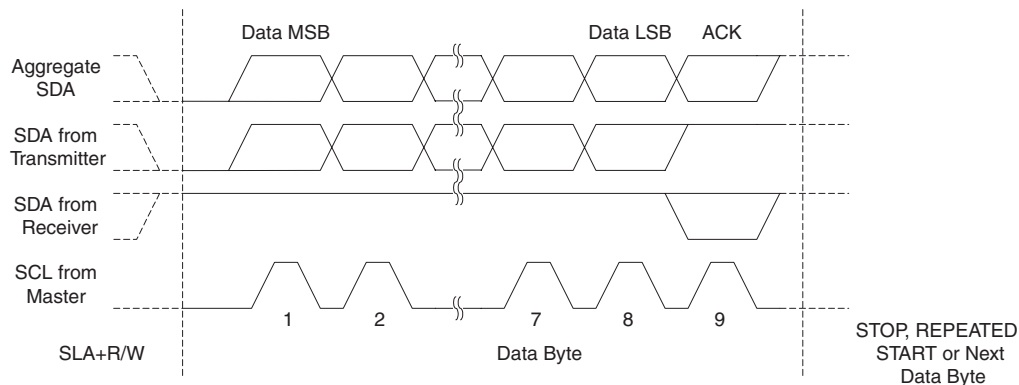 Data MSB
Data LSB
ACK
Aggregate
SDA
SDA from
Transmitter
SDA from
Receiver
SCL from
Master
1
2
7
8
9
SLA+R/W
Data Byte
STOP, REPEATED
START or Next
Data Byte